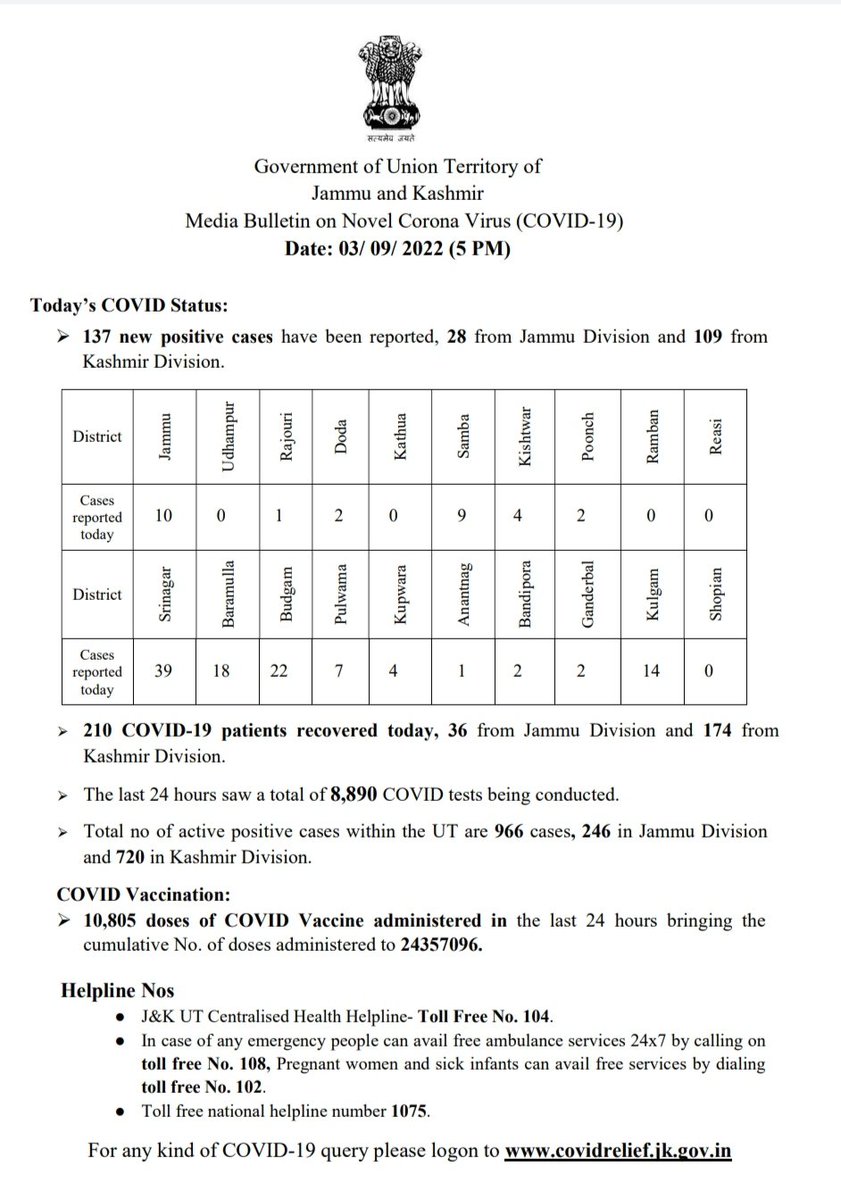 सत्यमेव जयते
Government of Union Territory of
Jammu and Kashmir
Media Bulletin on Novel Corona Virus (COVID-19)
Date: 03/ 09/ 2022 (5 PM)
Today’s COVID Status:
➢ 137 new positive cases have been reported, 28 from Jammu Division and 109 from
Kashmir Division.
District Jammu Udhampur Rajouri Doda Kathua Samba Kishtwar Poonch Ramban Reasi
Cases
reported
today
10 0 1 2 0 9 4 2 0 0
District Srinagar Baramulla Budgam Pulwama Kupwara Anantnag Bandipora Ganderbal Kulgam Shopian
Cases
reported
today
39 18 22 7 4 1 2 2 14 0
➢ 210 COVID-19 patients recovered today, 36 from Jammu Division and 174 from
Kashmir Division.
➢ The last 24 hours saw a total of 8,890 COVID tests being conducted.
➢ Total no of active positive cases within the UT are 966 cases, 246 in Jammu Division
and 720 in Kashmir Division.
COVID Vaccination:
➢ 10,805 doses of COVID Vaccine administered in the last 24 hours bringing the
cumulative No. of doses administered to 24357096.
Helpline Nos
● J&K UT Centralised Health Helpline- Toll Free No. 104.
● In case of any emergency people can avail free ambulance services 24x7 by calling on
toll free No. 108, Pregnant women and sick infants can avail free services by dialing
toll free No. 102.
● Toll free national helpline number 1075.
For any kind of COVID-19 query please logon to www.covidrelief.jk.gov.in